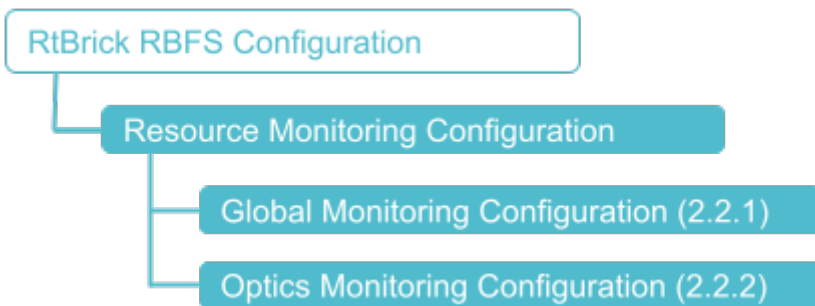 RtBrick RBFS Configuration
Resource Monitoring Configuration
Global Monitoring Configuration (2.2.1)
Optics Monitoring Configuration (2.2.2)